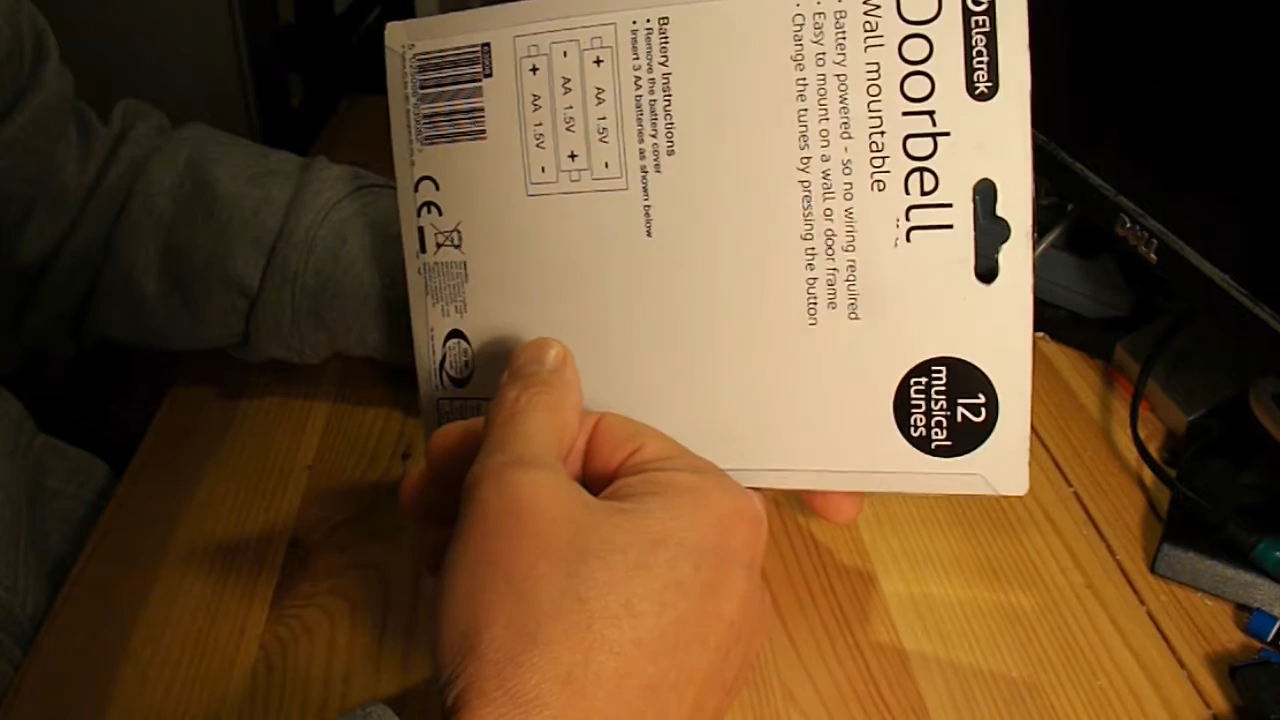 Electrek
Doorbell
Wall mountable
• Battery powered – so no wiring required
• Easy to mount on a wall or door frame
• Change the tunes by pressing the button
12
musical
tunes
Battery Instructions
• Remove the battery cover
• Insert 3 AA batteries as shown below
+ AA 1.5V -
- AA 1.5V +
+ AA 1.5V -
CE
DELL